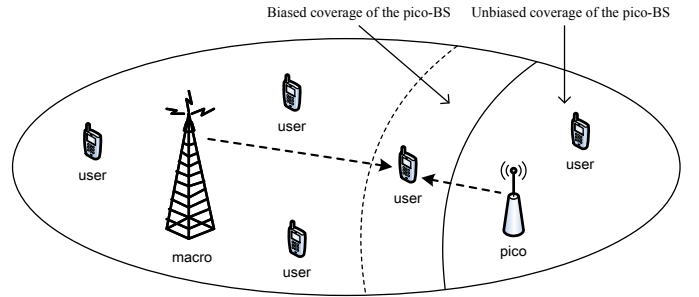 Biased coverage of the pico-BS
Unbiased coverage of the pico-BS
user
user
user
user
user
macro
pico